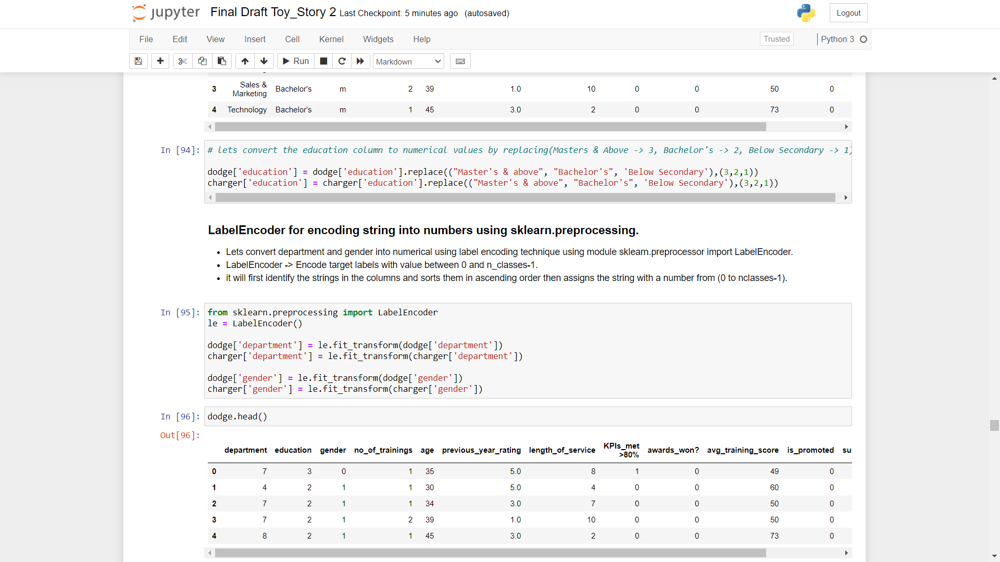 jupyter Final Draft Toy_Story 2 Last Checkpoint: 5 minutes ago (autosaved) Logout
File Edit View Insert Cell Kernel Widgets Help Trusted Python 3
Run Markdown
3 Sales & Marketing Bachelor's m 2 39 1.0 10 0 0 50 0
4 Technology Bachelor's m 1 45 3.0 2 0 0 73 0
In [94]: # lets convert the education column to numerical values by replacing(Masters & Above -> 3, Bachelor's -> 2, Below Secondary -> 1)
dodge['education'] = dodge['education'].replace(("Master's & above", "Bachelor's", 'Below Secondary'),(3,2,1))
charger['education'] = charger['education'].replace(("Master's & above", "Bachelor's", 'Below Secondary'),(3,2,1))
LabelEncoder for encoding string into numbers using sklearn.preprocessing.
• Lets convert department and gender into numerical using label encoding technique using module sklearn.preprocessor import LabelEncoder.
• LabelEncoder -> Encode target labels with value between 0 and n_classes-1.
• it will first identify the strings in the columns and sorts them in ascending order then assigns the string with a number from (0 to nclasses-1).
In [95]: from sklearn.preprocessing import LabelEncoder
le = LabelEncoder()
dodge['department'] = le.fit_transform(dodge['department'])
charger['department'] = le.fit_transform(charger['department'])
dodge['gender'] = le.fit_transform(dodge['gender'])
charger['gender'] = le.fit_transform(charger['gender'])
In [96]: dodge.head()
Out[96]:
department education gender no_of_trainings age previous_year_rating length_of_service KPIs_met >80% awards_won? avg_training_score is_promoted
0 7 3 0 1 35 5.0 8 1 0 49 0
1 4 2 1 1 30 5.0 4 0 0 60 0
2 7 2 1 1 34 3.0 7 0 0 50 0
3 7 2 1 2 39 1.0 10 0 0 50 0
4 8 2 1 1 45 3.0 2 0 0 73 0